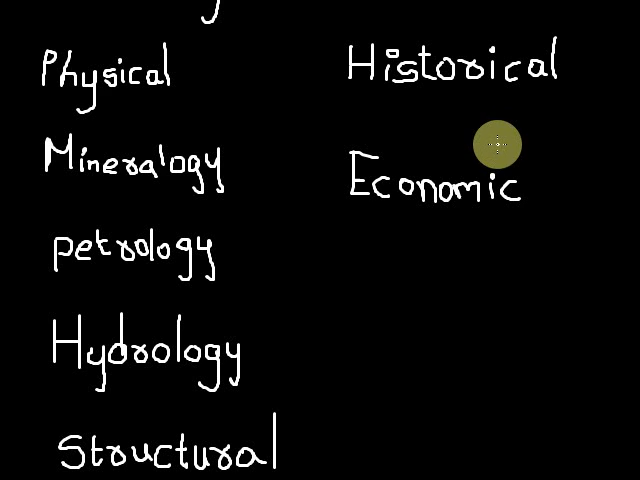 Physical
Mineralogy
petrology
Hydrology
Structural
Historical
Economic